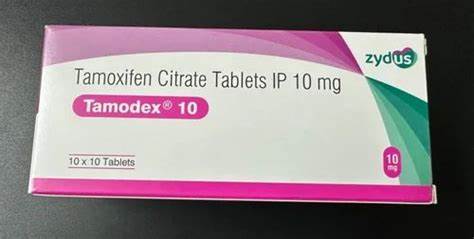 zydus
Tamoxifen Citrate Tablets IP 10 mg
Tamodex® 10
10 x 10 Tablets
10
mg